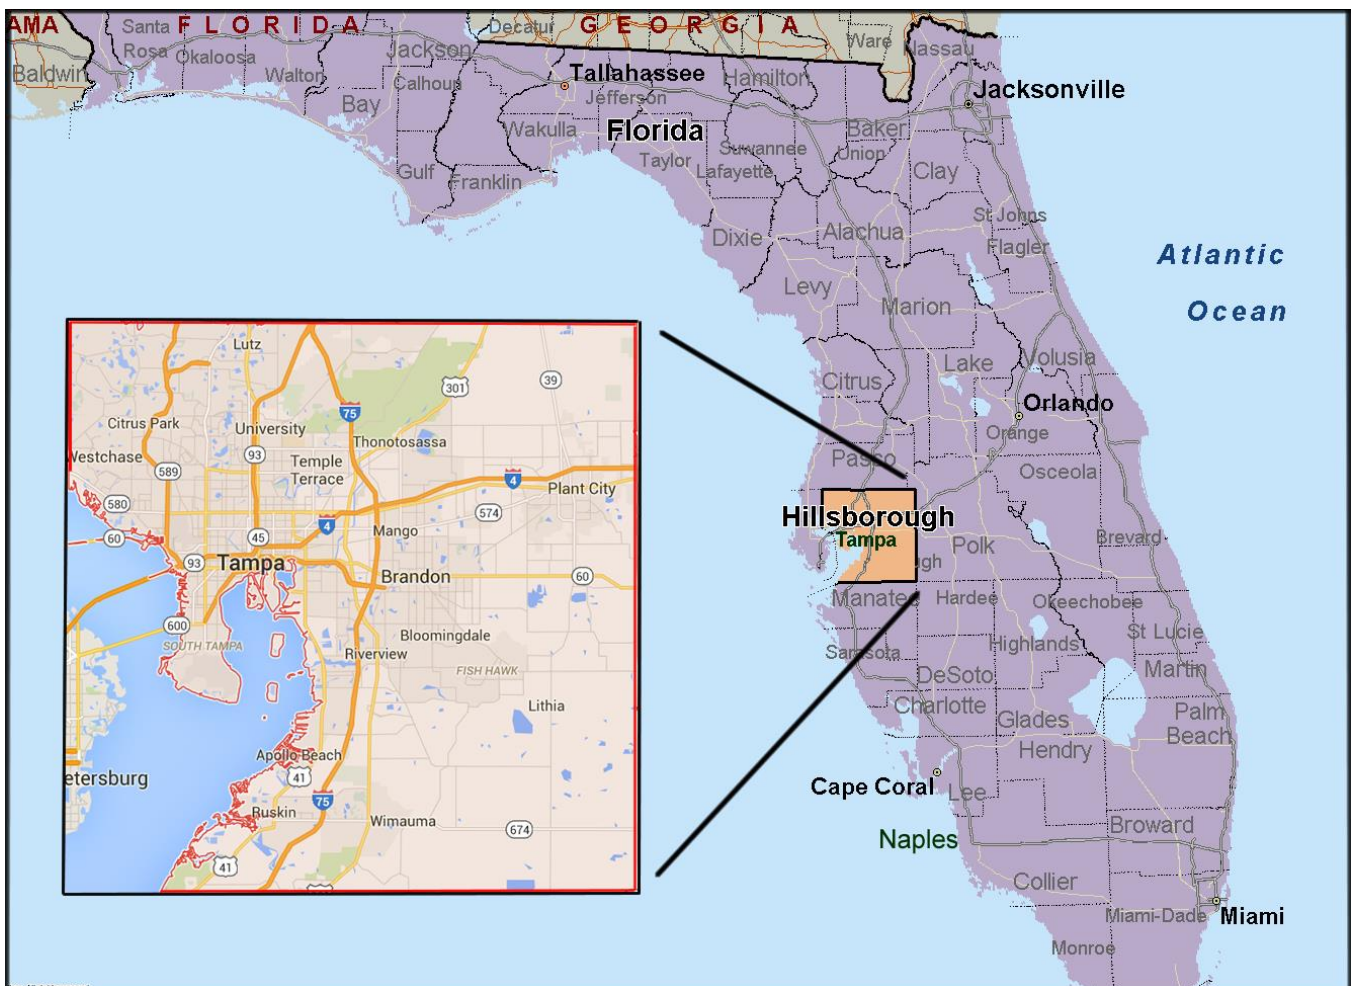 AMA
FLORIDA
GEORGIA
Santa
Rosa
Okaloosa
Walton
Baldwin
Bay
Jackson
Calhoun
Gulf
Franklin
Decatur
Tallahassee
Jefferson
Wakulla
Florida
Taylor
Hamilton
Suwannee
Lafayette
Dixie
Ware
Nassau
Jacksonville
Baker
Union
Clay
St Johns
Flagler
Alachua
Levy
Marion
Atlantic
Ocean
Citrus
Lake
Volusia
Orlando
Orange
Pasco
Osceola
Hillsborough
Tampa
ugh
Polk
Brevard
Manatee
Hardee
Okeechobee
Highlands
St Lucie
Sarasota
DeSoto
Martin
Charlotte
Glades
Palm
Beach
Hendry
Cape Coral
Lee
Naples
Broward
Collier
Miami-Dade
Miami
Monroe
Lutz
301
39
75
Citrus Park
University
Thonotosassa
Westchase
589
93
Temple
Terrace
4
Plant City
580
574
60
4
45
Mango
93
Tampa
Brandon
60
600
SOUTH TAMPA
Bloomingdale
Riverview
FISH HAWK
Lithia
etersburg
Apollo Beach
41
75
Ruskin
Wimauma
674
41